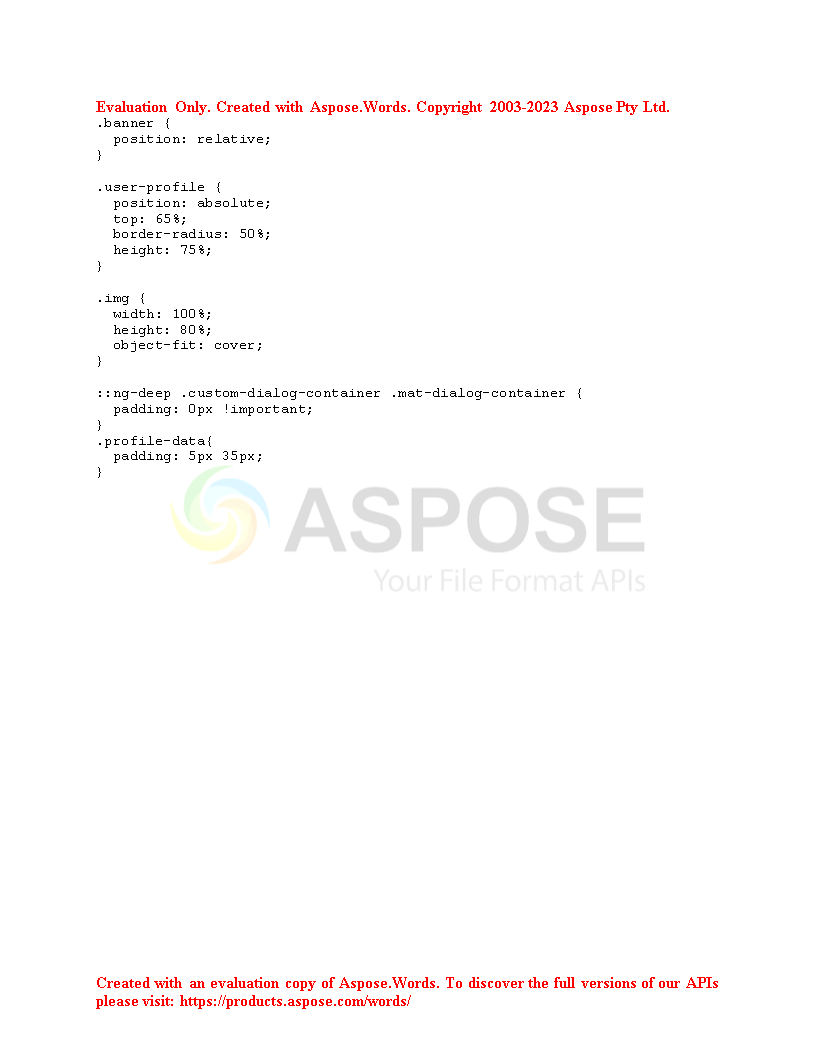 Evaluation Only. Created with Aspose.Words. Copyright 2003-2023 Aspose Pty Ltd.
.banner {
  position: relative;
}

.user-profile {
  position: absolute;
  top: 65%;
  border-radius: 50%;
  height: 75%;
}

.img {
  width: 100%;
  height: 80%;
  object-fit: cover;
}

::ng-deep .custom-dialog-container .mat-dialog-container {
  padding: 0px !important;
}
.profile-data{
  padding: 5px 35px;
}
ASPOSE
Your File Format APIs
Created with an evaluation copy of Aspose.Words. To discover the full versions of our APIs
please visit: https://products.aspose.com/words/